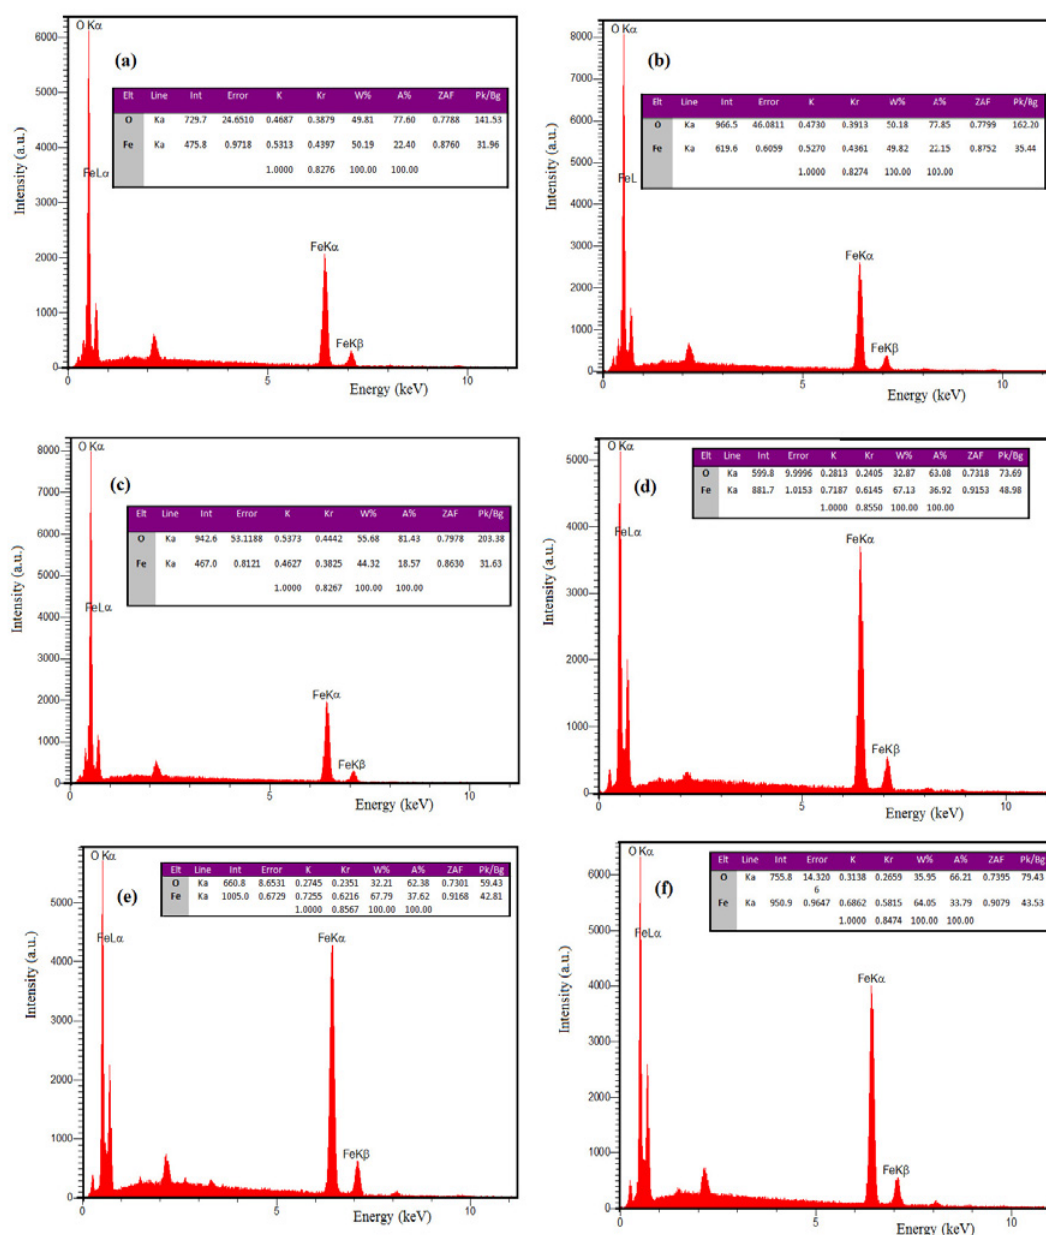 (a)
O Kα
FeLα
FeKα
FeKβ
Elt Line Int Error K Kr W% A% ZAF Pk/Bg
O Ka 729.7 24.6510 0.4687 0.3879 49.81 77.60 0.7788 141.53
Fe Ka 475.8 0.9718 0.5313 0.4397 50.19 22.40 0.8760 31.96
1.0000 0.8276 100.00 100.00
Intensity (a.u.)
6000
5000
4000
3000
2000
1000
0
0 5 10
Energy (keV)
(b)
O Kα
FeL
FeKα
FeKβ
Elt Line Int Error K Kr W% A% ZAF Pk/Bg
O Ka 966.5 46.0811 0.4730 0.3913 50.18 77.85 0.7799 162.20
Fe Ka 619.6 0.6059 0.5270 0.4361 49.82 22.15 0.8752 35.44
1.0000 0.8274 100.00 100.00
Intensity (a.u.)
8000
7000
6000
5000
4000
3000
2000
1000
0
0 5 10
Energy (keV)
(c)
O Kα
FeLα
FeKα
FeKβ
Elt Line Int Error K Kr W% A% ZAF Pk/Bg
O Ka 942.6 53.1188 0.5373 0.4442 55.68 81.43 0.7978 203.38
Fe Ka 467.0 0.8121 0.4627 0.3825 44.32 18.57 0.8630 31.63
1.0000 0.8267 100.00 100.00
Intensity (a.u.)
8000
7000
6000
5000
4000
3000
2000
1000
0
0 5 10
Energy (keV)
(d)
O Kα
FeLα
FeKα
FeKβ
Elt Line Int Error K Kr W% A% ZAF Pk/Bg
O Ka 599.8 9.9996 0.2813 0.2405 32.87 63.08 0.7318 73.69
Fe Ka 881.7 1.0153 0.7187 0.6145 67.13 36.92 0.9153 48.98
1.0000 0.8550 100.00 100.00
Intensity (a.u.)
5000
4000
3000
2000
1000
0
0 5 10
Energy (keV)
(e)
O Kα
FeLα
FeKα
FeKβ
Elt Line Int Error K Kr W% A% ZAF Pk/Bg
O Ka 660.8 8.6531 0.2745 0.2351 32.21 62.38 0.7301 59.43
Fe Ka 1005.0 0.6729 0.7255 0.6216 67.79 37.62 0.9168 42.81
1.0000 0.8567 100.00 100.00
Intensity (a.u.)
5000
4000
3000
2000
1000
0
0 5 10
Energy (keV)
(f)
O Kα
FeLα
FeKα
FeKβ
Elt Line Int Error K Kr W% A% ZAF Pk/Bg
O Ka 755.8 14.320 0.3138 0.2659 35.95 66.21 0.7395 79.43
6
Fe Ka 950.9 0.9647 0.6862 0.5815 64.05 33.79 0.9079 43.53
1.0000 0.8474 100.00 100.00
Intensity (a.u.)
6000
5000
4000
3000
2000
1000
0
0 5 10
Energy (keV)